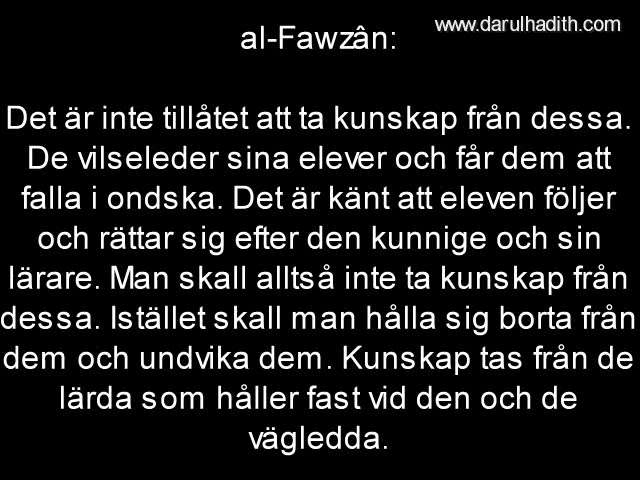 www.darulhadith.com
al-Fawzân:
Det är inte tillåtet att ta kunskap från dessa.
De vilseleder sina elever och får dem att
falla i ondska. Det är känt att eleven följer
och rättar sig efter den kunnige och sin
lärare. Man skall alltså inte ta kunskap från
dessa. Istället skall man hålla sig borta från
dem och undvika dem. Kunskap tas från de
lärda som håller fast vid den och de
vägledda.